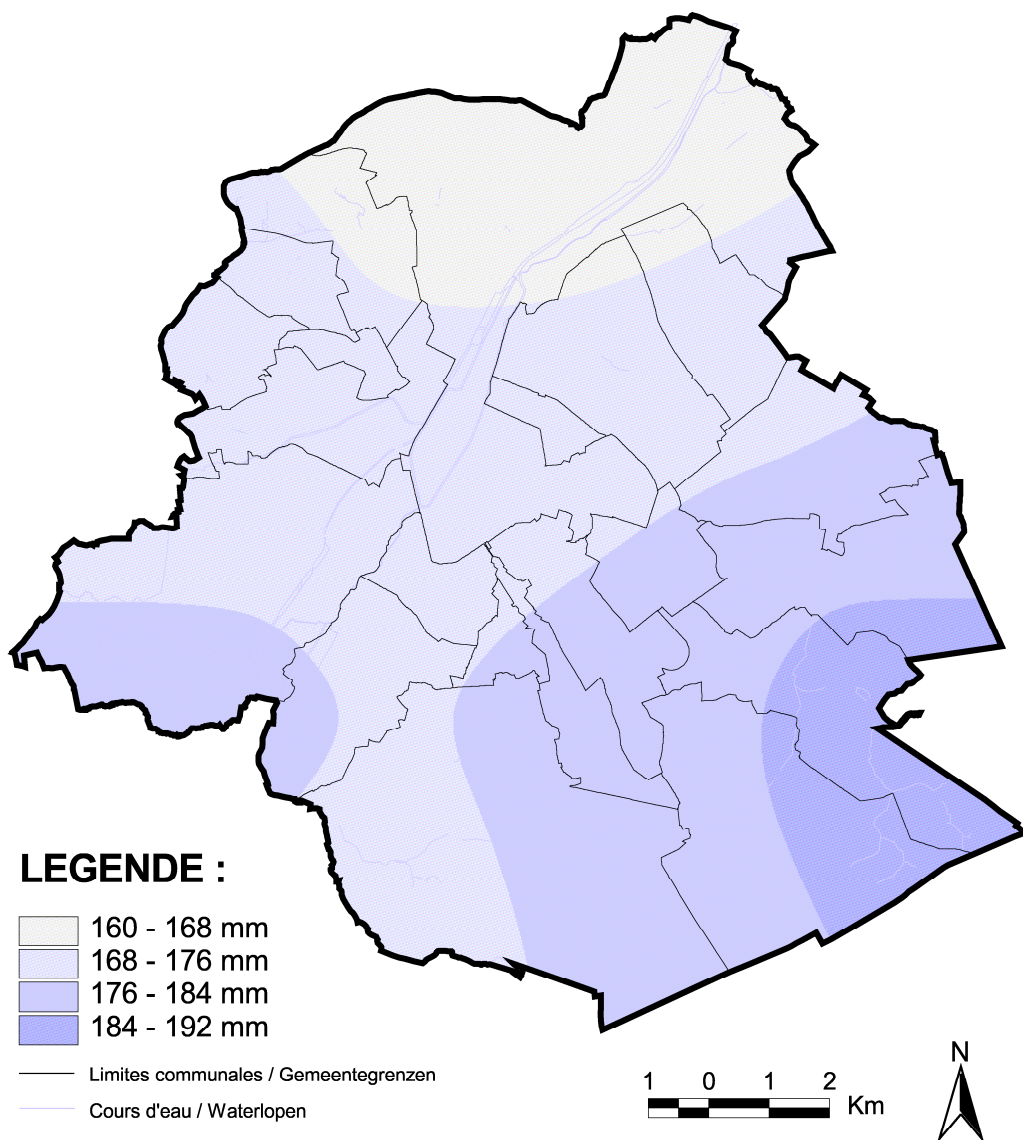 LEGENDE :
160 - 168 mm
168 - 176 mm
176 - 184 mm
184 - 192 mm
Limites communales / Gemeentegrenzen
Cours d'eau / Waterlopen
1 0 1 2
Km
N